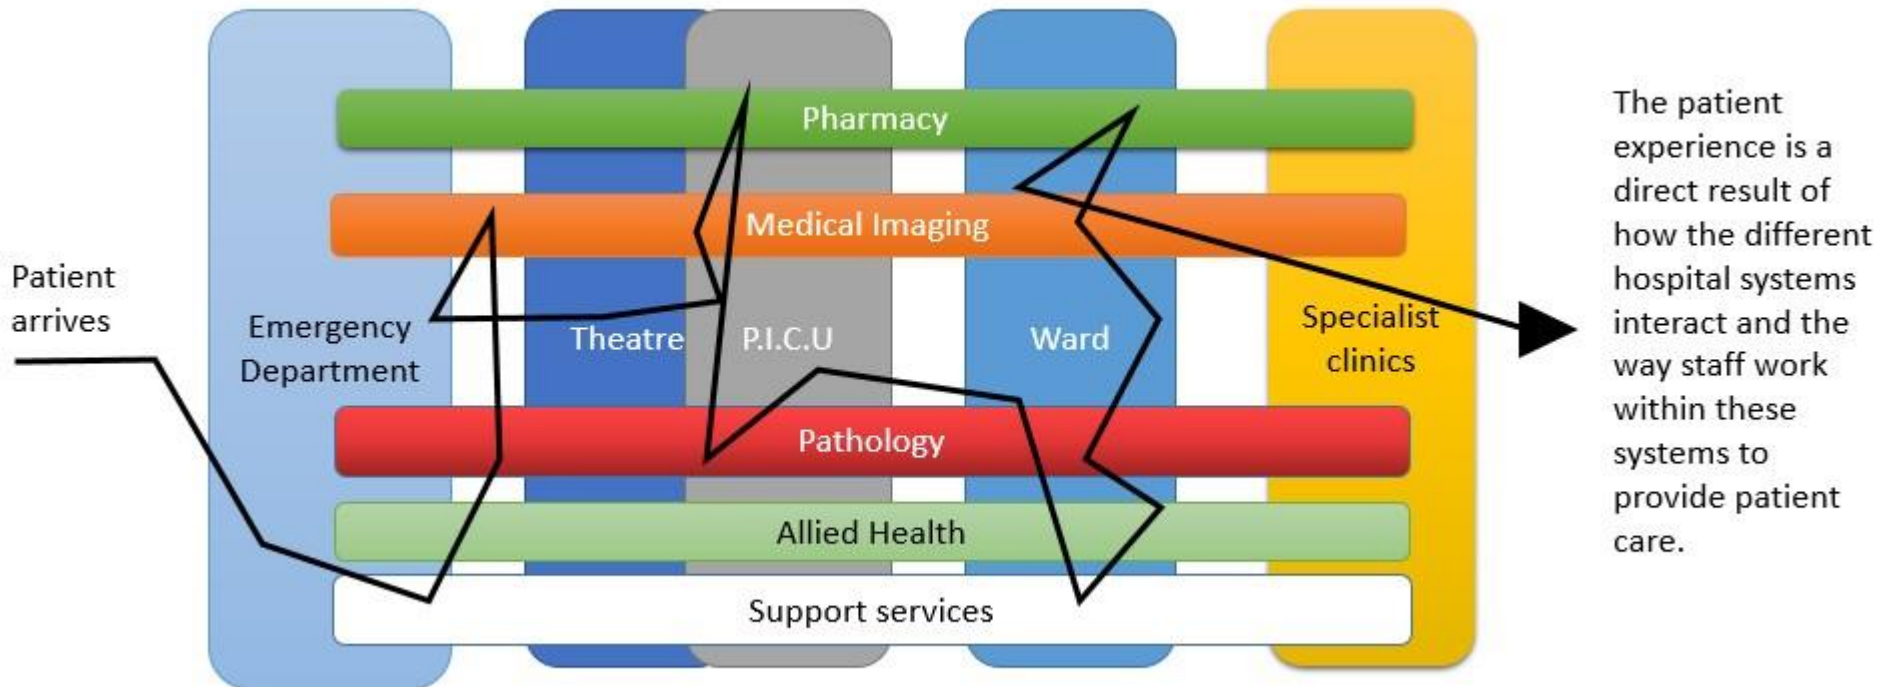 Patient
arrives
Emergency
Department
Theatre
P.I.C.U
Ward
Specialist
clinics
Pharmacy
Medical Imaging
Pathology
Allied Health
Support services
The patient
experience is a
direct result of
how the different
hospital systems
interact and the
way staff work
within these
systems to
provide patient
care.